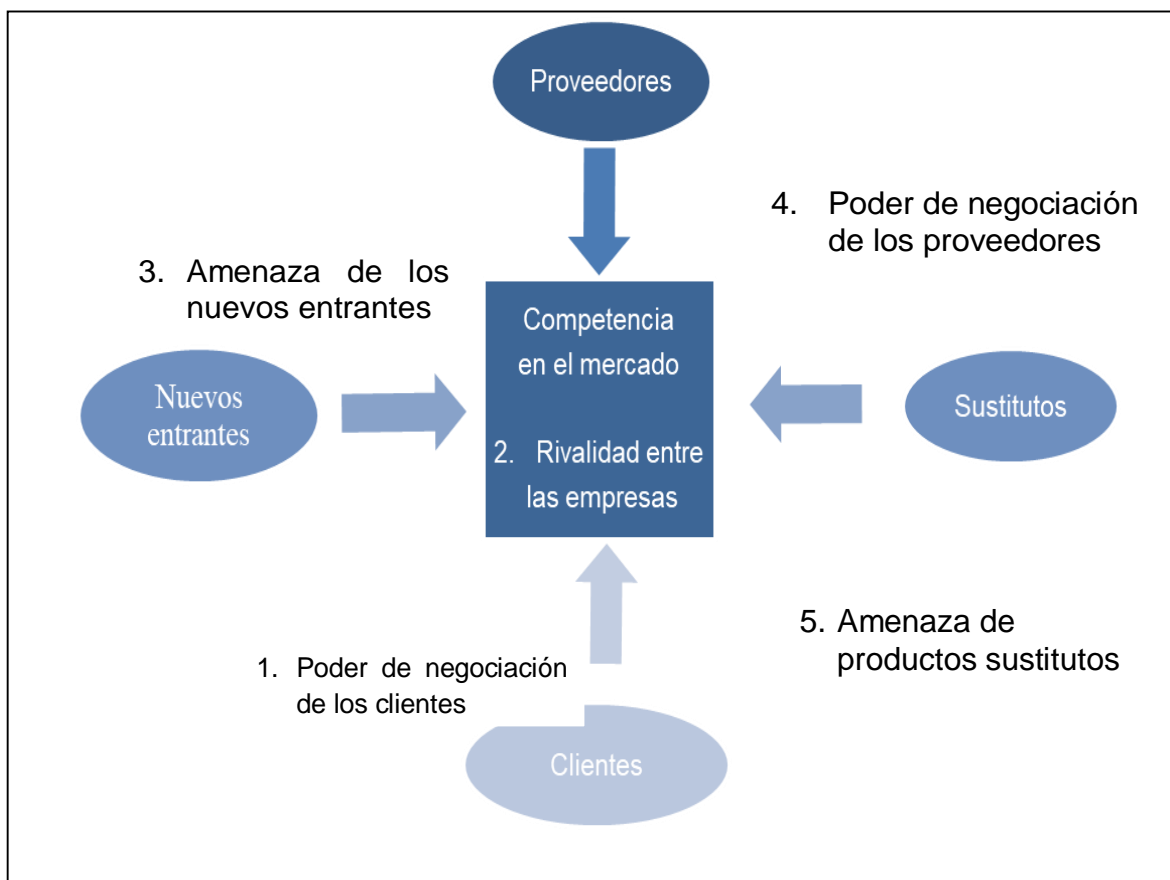 Proveedores
4. Poder de negociación
de los proveedores
3. Amenaza de los
nuevos entrantes
Competencia
en el mercado
2. Rivalidad entre
las empresas
Nuevos
entrantes
Sustitutos
5. Amenaza de
productos sustitutos
1. Poder de negociación
de los clientes
Clientes